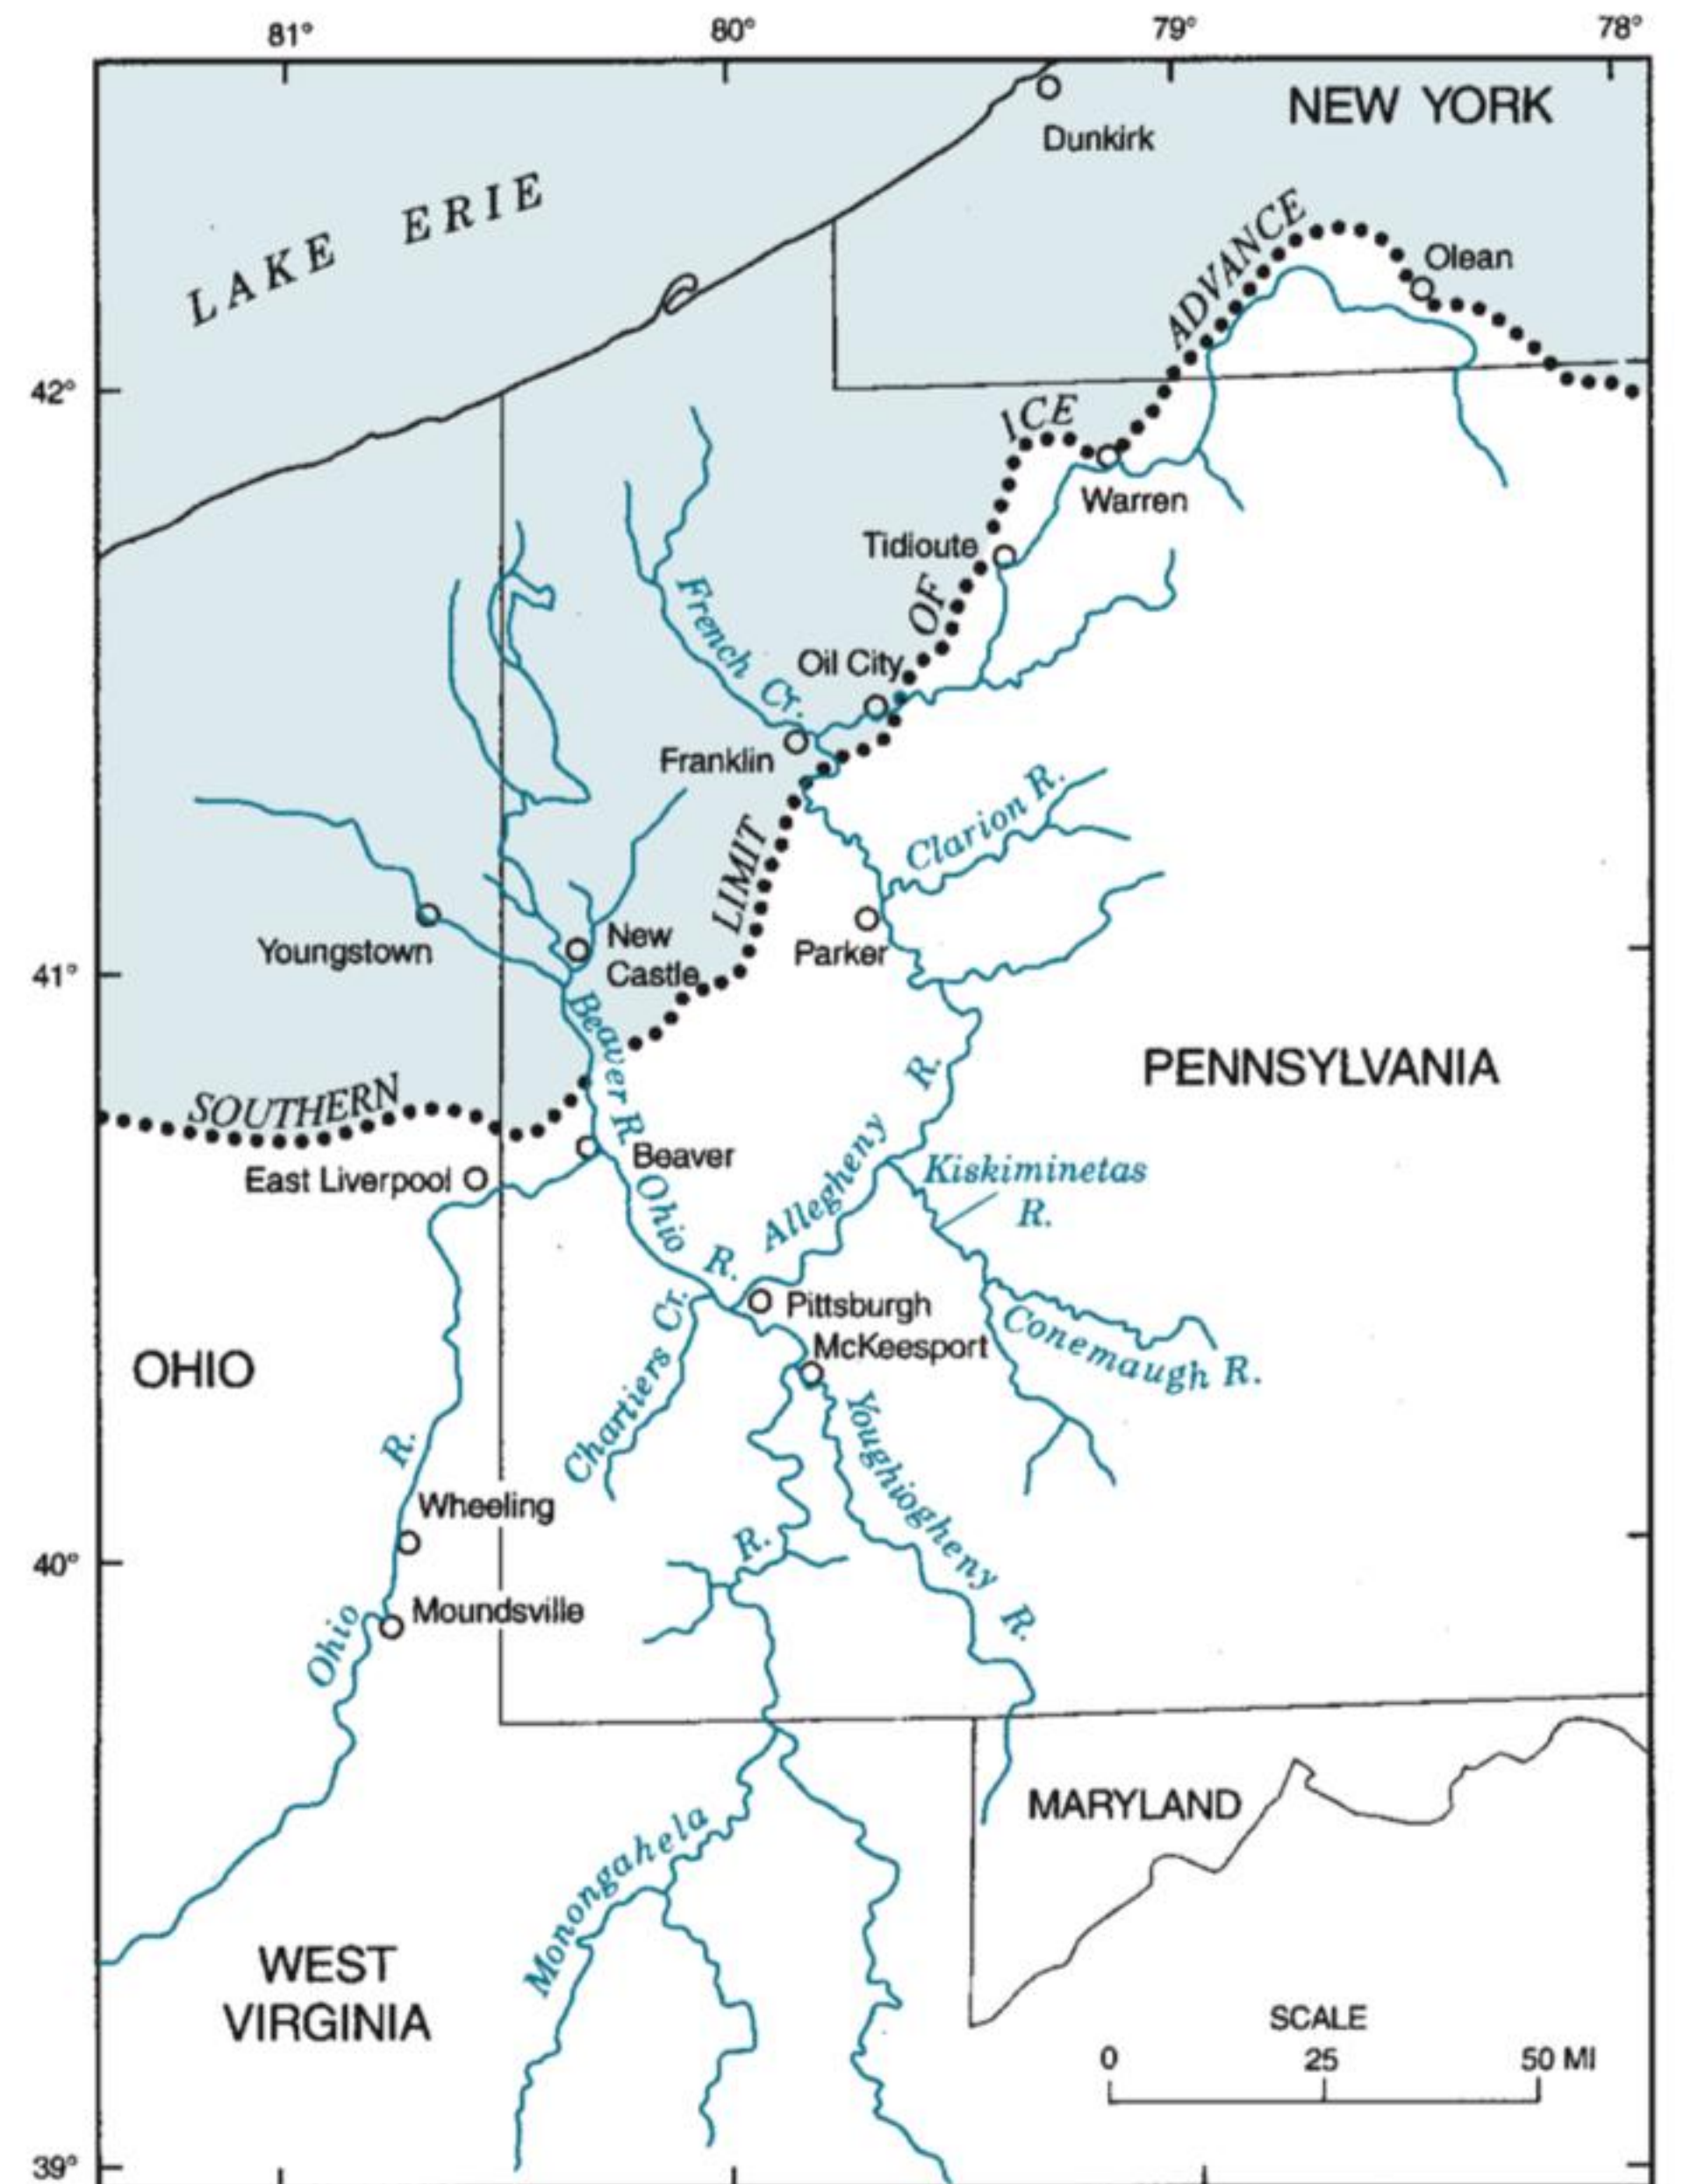 81°
80°
79°
78°
NEW YORK
Dunkirk
LAKE ERIE
ADVANCE
Olean
42°
ICE
Warren
Tidioute
OF
French Cr.
Oil City
Franklin
Clarion R.
LIMIT
Youngstown
New
Castle
Parker
41°
Beaver R.
R.
PENNSYLVANIA
SOUTHERN
Beaver
East Liverpool
Allegheny
Kiskiminetas
R.
Ohio R.
Pittsburgh
McKeesport
Chartiers Cr.
Conemaugh R.
OHIO
R.
Youghiogheny R.
Wheeling
R.
40°
Moundsville
Ohio
MARYLAND
Monongahela
WEST
VIRGINIA
SCALE
0 25 50 MI
39°